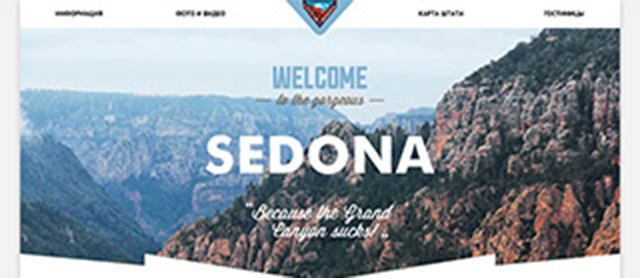 ИНФОРМАЦИЯ ФОТО И ВИДЕО КАРТА ШТАТА ГОСТИНИЦЫ
WELCOME
to the gorgeous
SEDONA
“Because the Grand
Canyon sucks!„